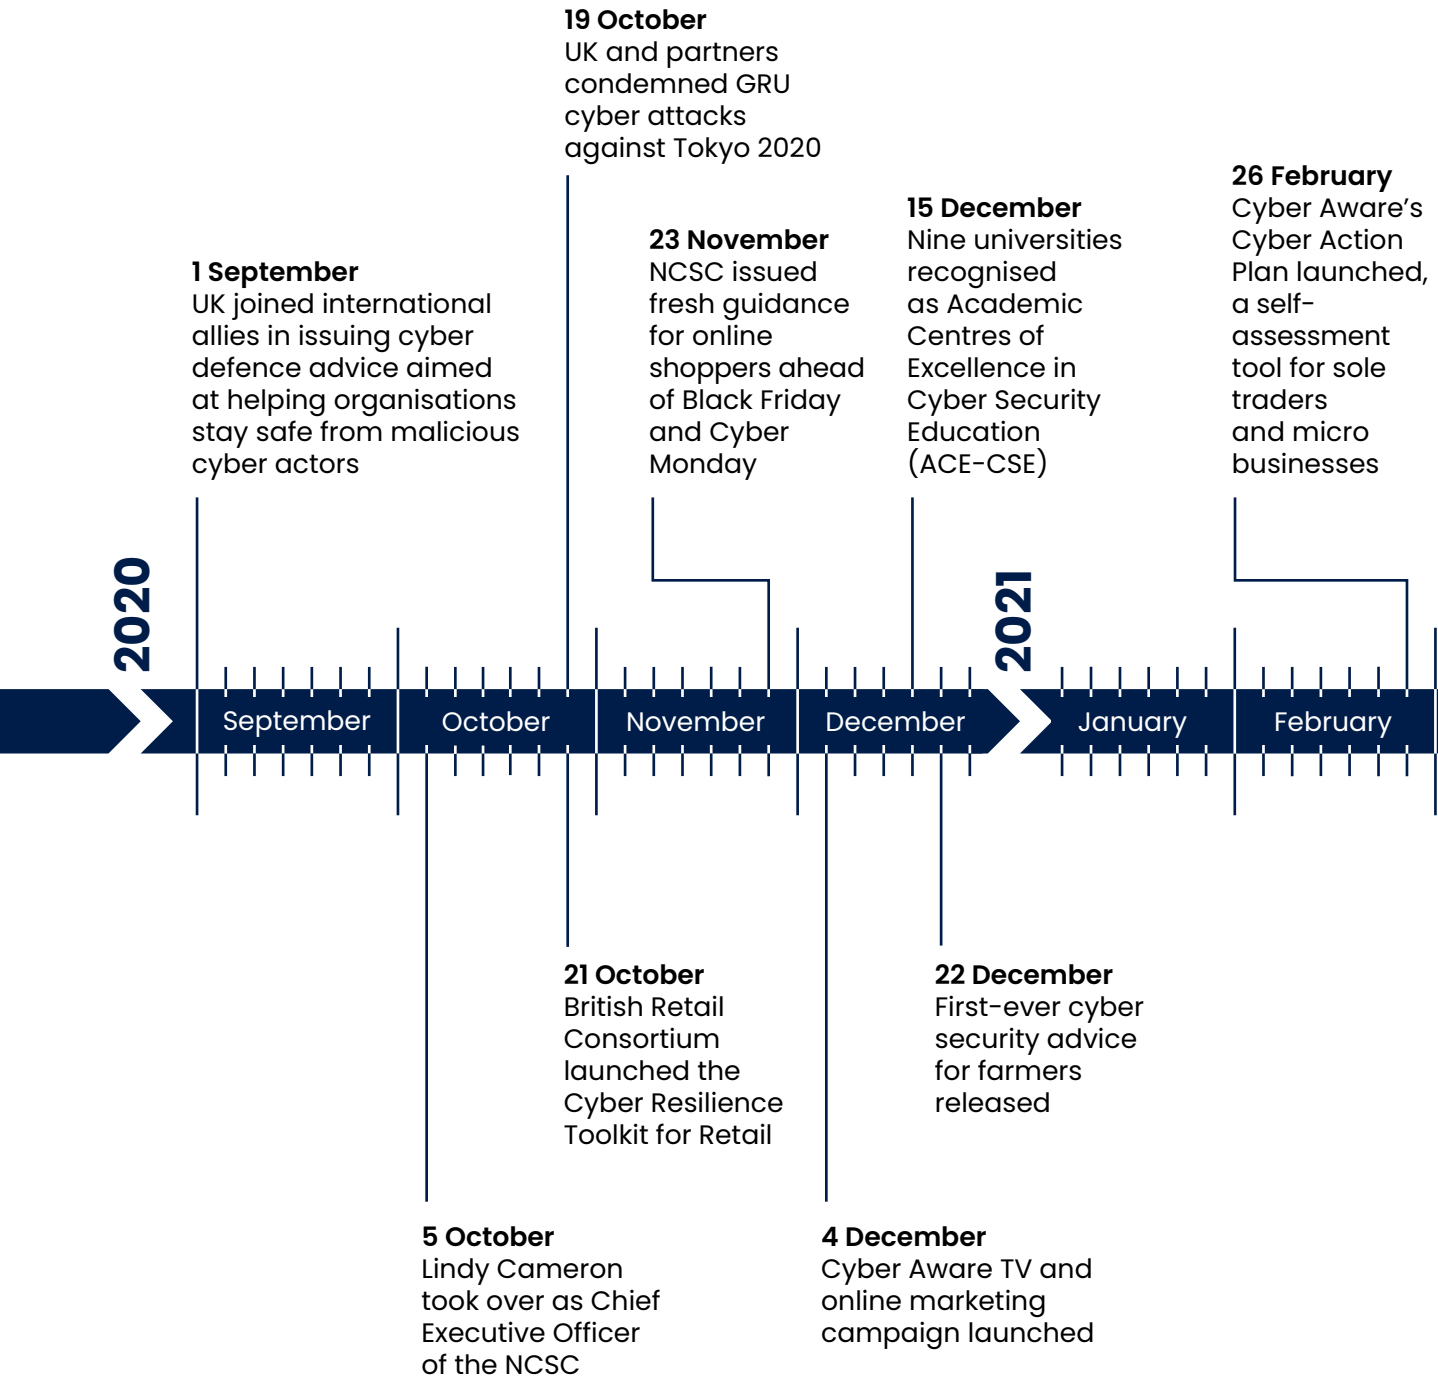 19 October
UK and partners
condemned GRU
cyber attacks
against Tokyo 2020
26 February
Cyber Aware's
Cyber Action
Plan launched,
a self-
assessment
tool for sole
traders
and micro
businesses
15 December
Nine universities
recognised
as Academic
Centres of
Excellence in
Cyber Security
Education
(ACE-CSE)
23 November
NCSC issued
fresh guidance
for online
shoppers ahead
of Black Friday
and Cyber
Monday
1 September
UK joined international
allies in issuing cyber
defence advice aimed
at helping organisations
stay safe from malicious
cyber actors
2020
2021
September
October
November
December
January
February
21 October
British Retail
Consortium
launched the
Cyber Resilience
Toolkit for Retail
22 December
First-ever cyber
security advice
for farmers
released
5 October
Lindy Cameron
took over as Chief
Executive Officer
of the NCSC
4 December
Cyber Aware TV and
online marketing
campaign launched